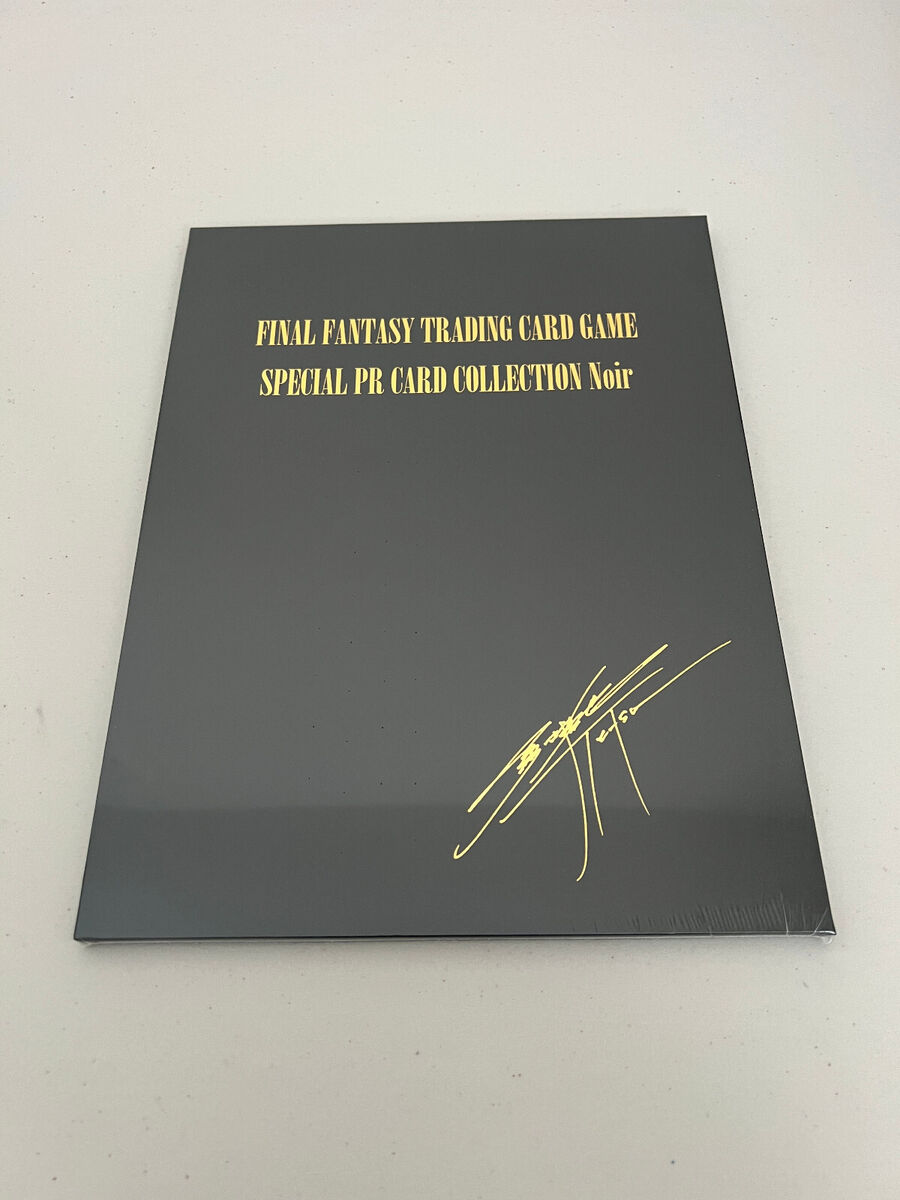 FINAL FANTASY TRADING CARD GAME
SPECIAL PR CARD COLLECTION Noir